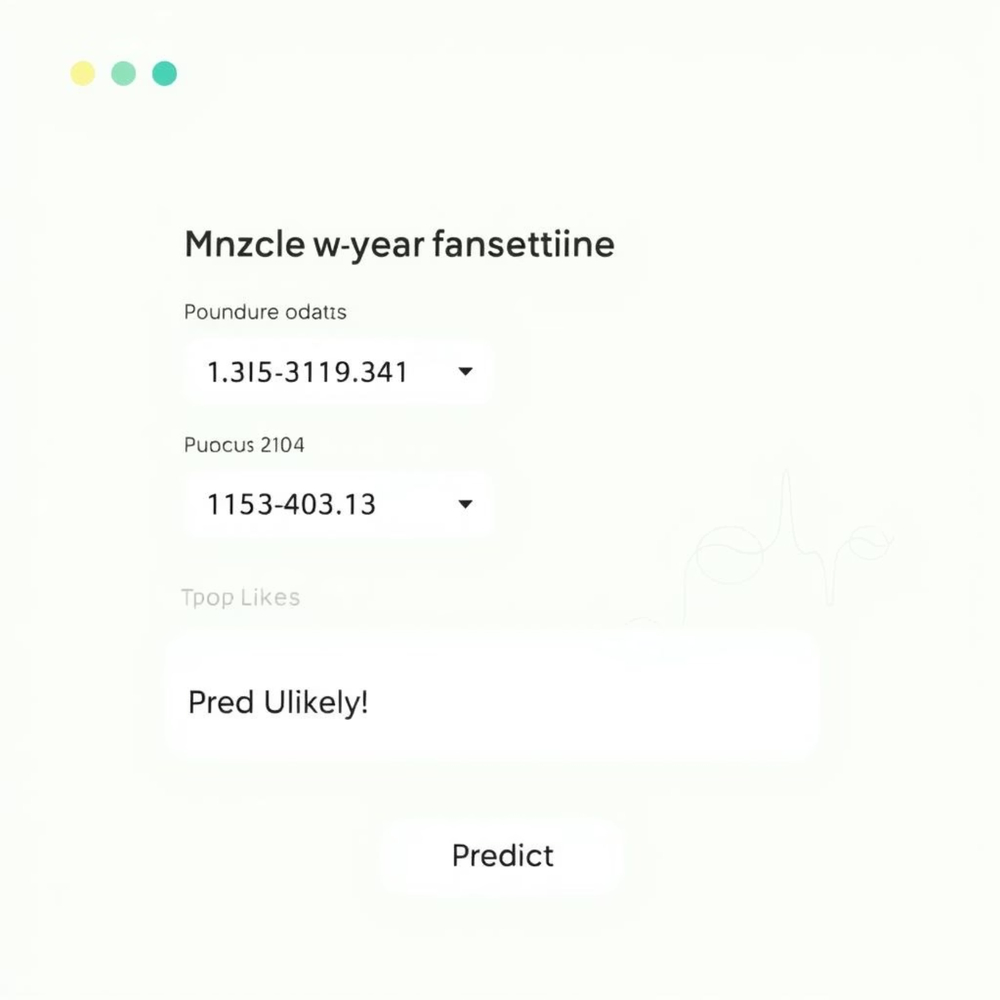 Mnzcle w-year fansettiine
Poundure odatts
1.3I5-3119.341
Puocus 2104
1153-403.13
Tpop Likes
Pred Ulikely!
Predict